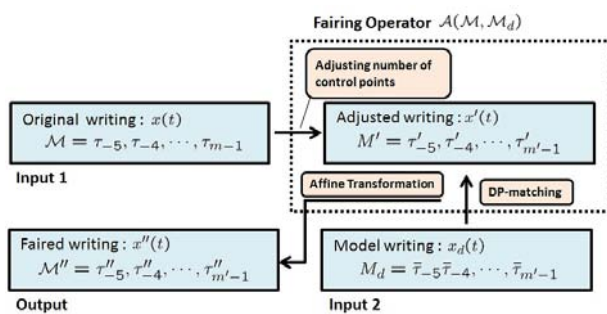 Fairing Operator 𝒜(ℳ, ℳ_d)
Adjusting number of
control points
Original writing : x(t)
ℳ = τ_{-5}, τ_{-4}, ⋯, τ_{m-1}
Input 1
Adjusted writing : x′(t)
M′ = τ′_{-5}, τ′_{-4}, ⋯, τ′_{m′-1}
Affine Transformation
DP-matching
Faired writing : x″(t)
ℳ″ = τ″_{-5}, τ″_{-4}, ⋯, τ″_{m′-1}
Output
Model writing : x_d(t)
M_d = τ̄_{-5}τ̄_{-4}, ⋯, τ̄_{m′-1}
Input 2